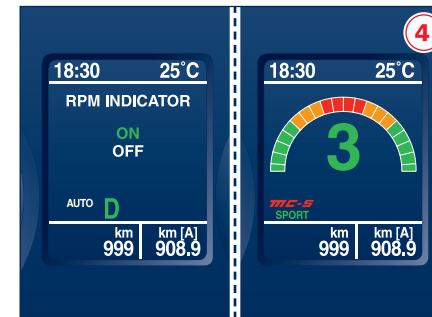 4
18:30 25°C
RPM INDICATOR
ON
OFF
AUTO D
km km [A]
999 908.9
18:30 25°C
3
MC-S
SPORT
km km [A]
999 908.9